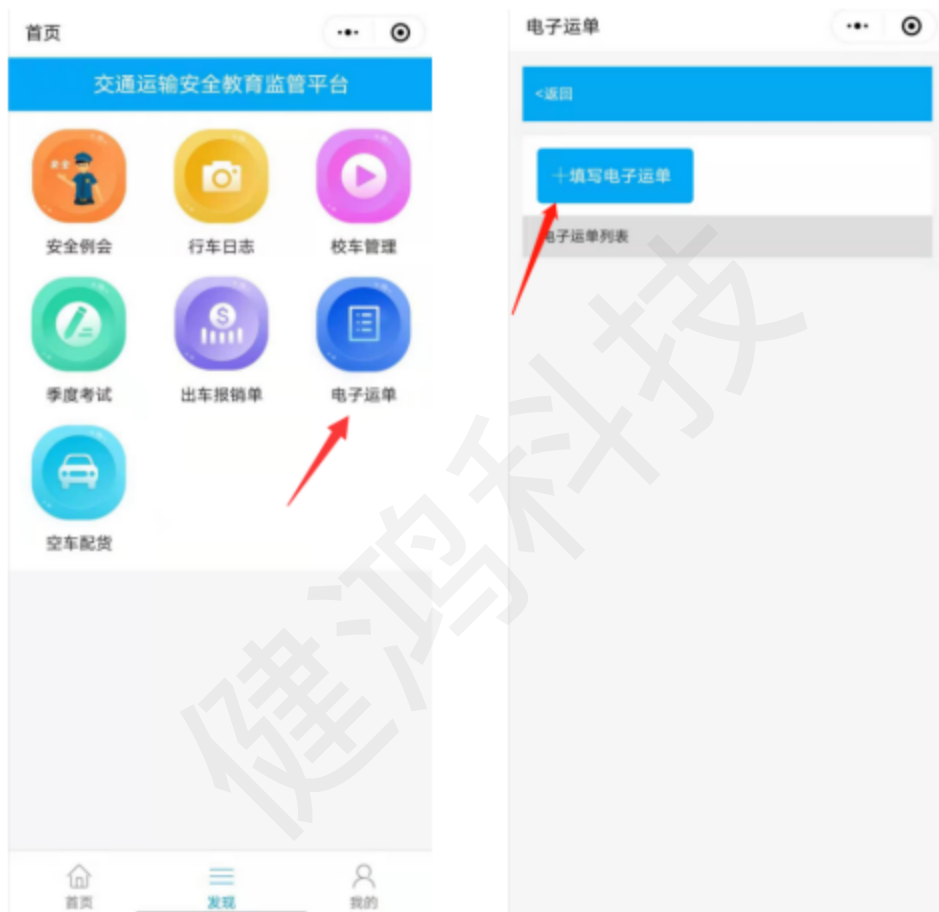 首页
交通运输安全教育监管平台
安全
安全例会
行车日志
校车管理
季度考试
出车报销单
电子运单
空车配货
首页
发现
我的
电子运单
<返回
+填写电子运单
电子运单列表
健鸿科技